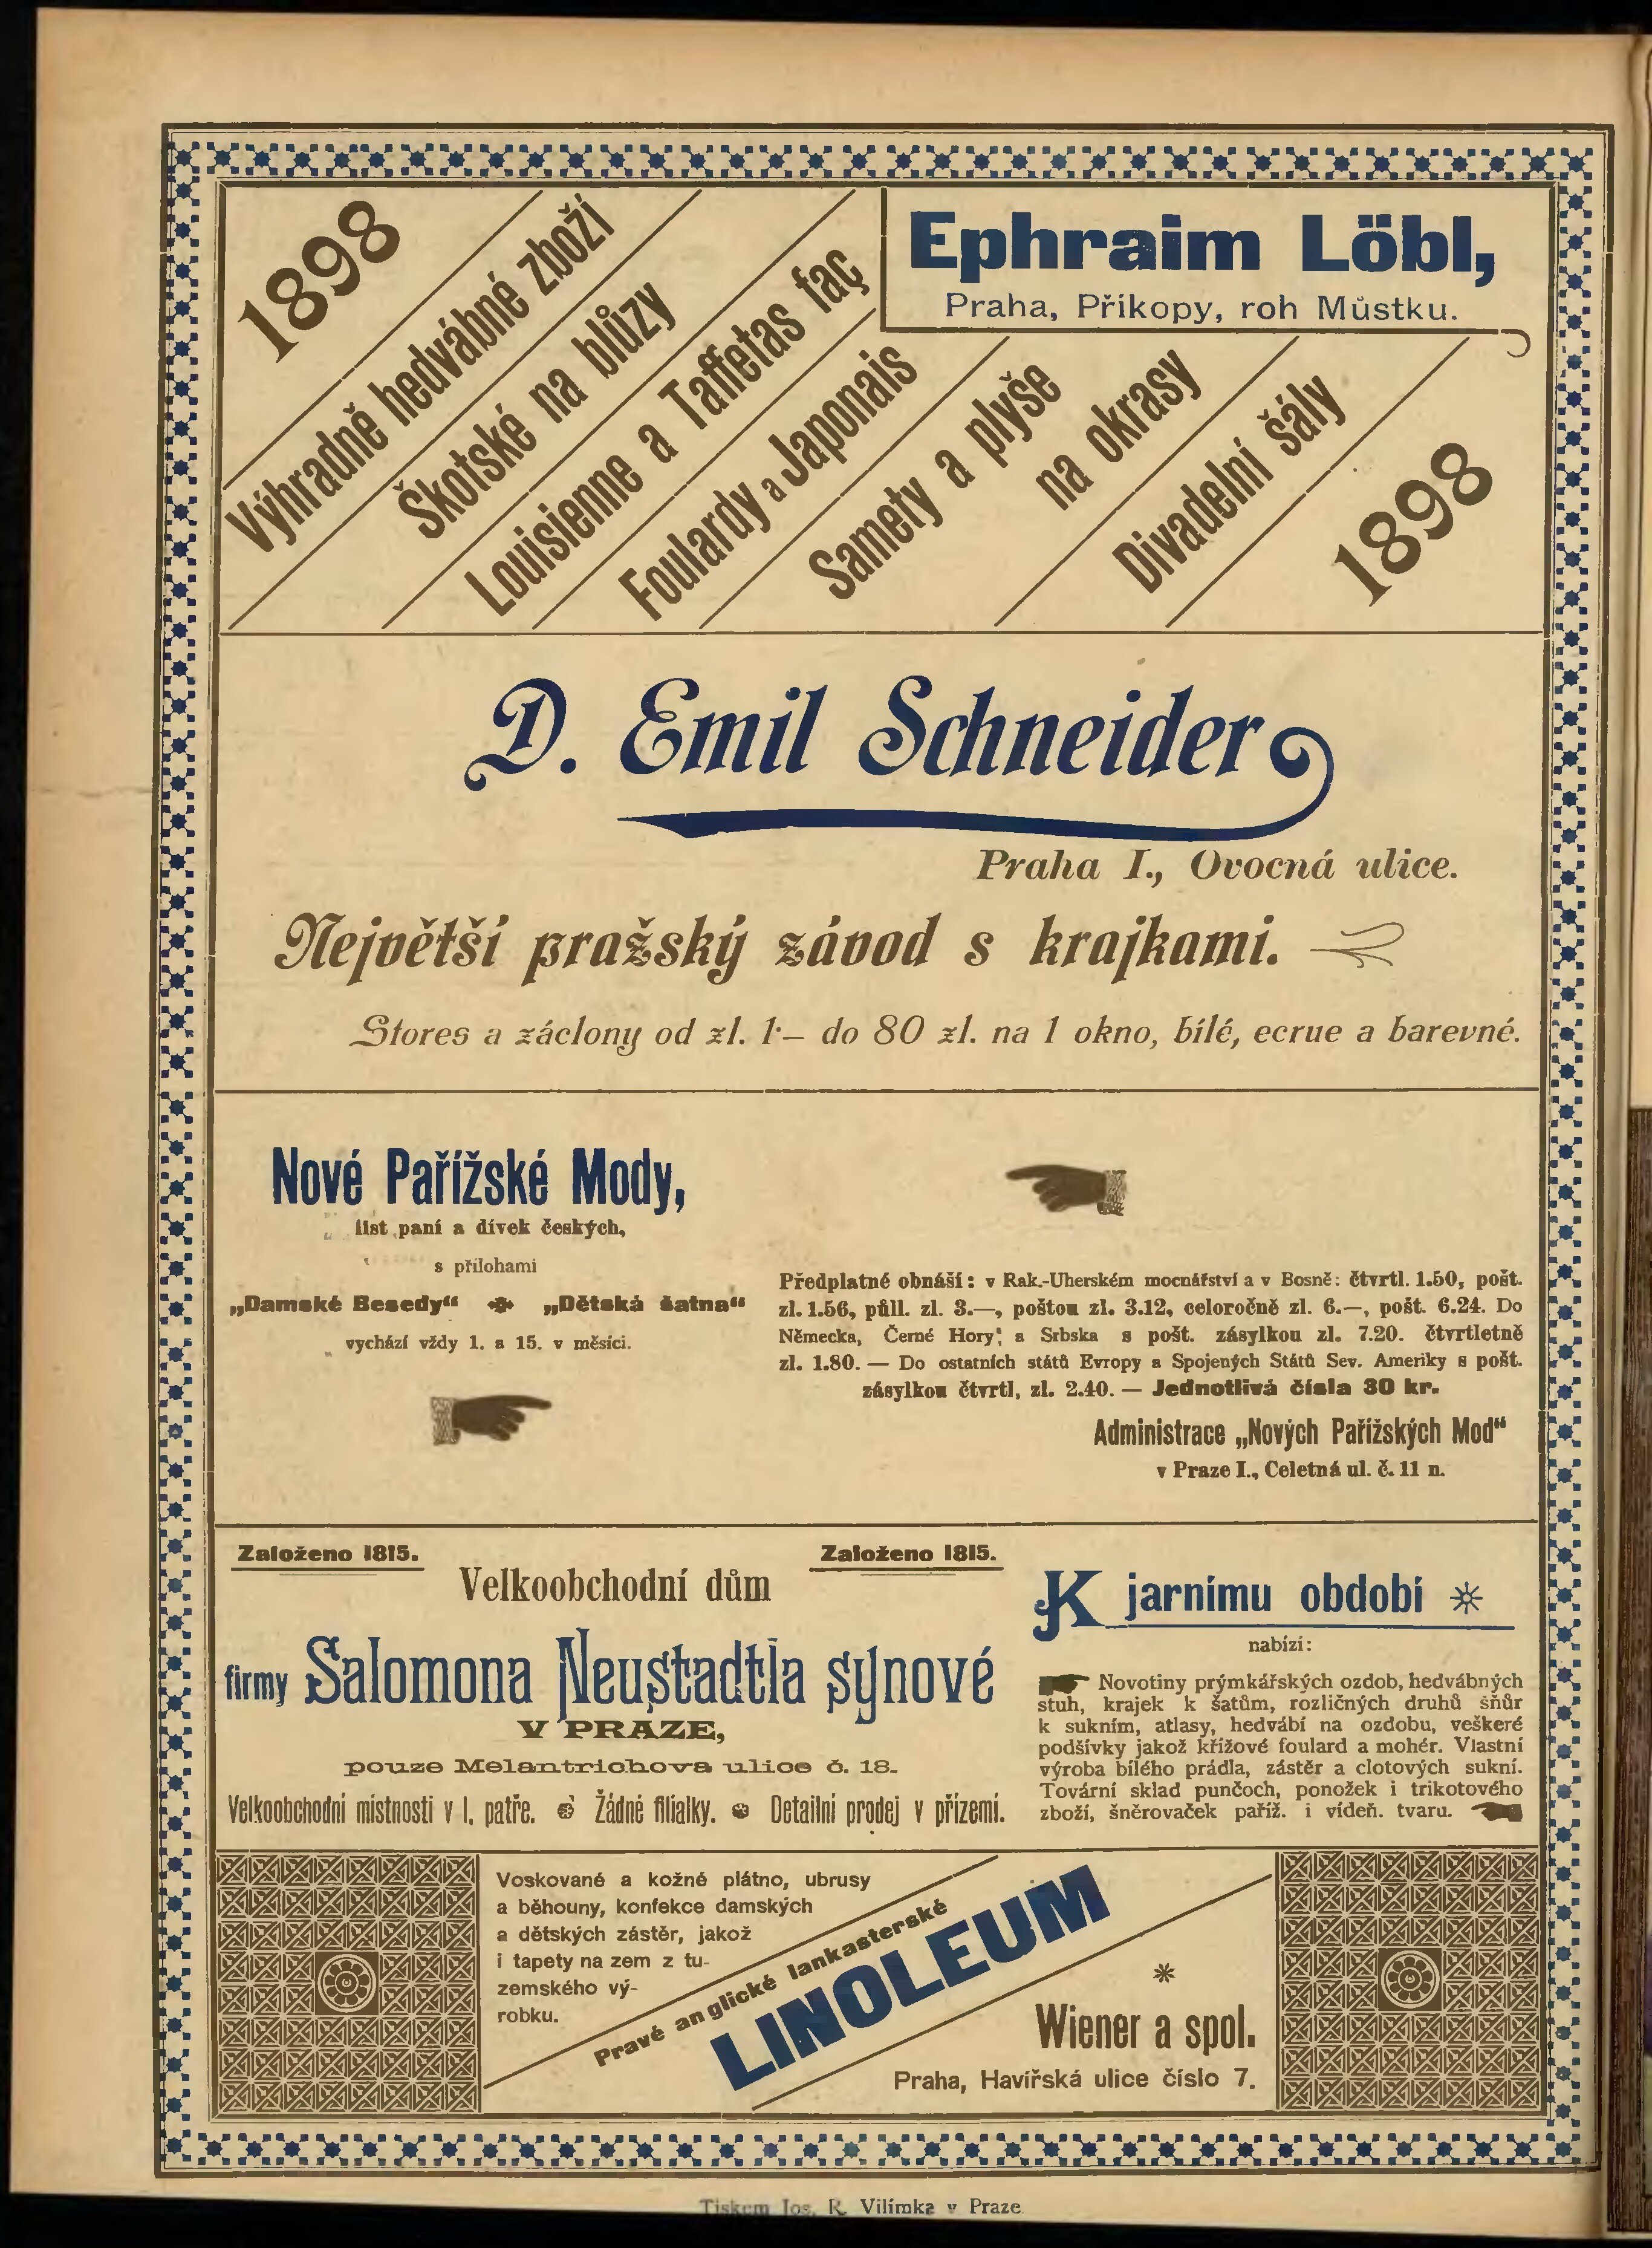 1898
Výhradně hedvábné zboží
Škotské na blůzy
Louisienne a Taffetas faç
Foulardy a Japonais
Samety a plyše
na okrasy
Divadelní šály
1898
Ephraim Löbl,
Praha, Příkopy, roh Můstku.
D. Emil Schneider
Praha I., Ovocná ulice.
Největší pražský závod s krajkami.
Stores a záclony od zl. 1·— do 80 zl. na 1 okno, bílé, ecrue a barevné.
Nové Pařížské Mody,
list paní a dívek českých,
s přílohami
„Damské Besedy“ „Dětská šatna“
vychází vždy 1. a 15. v měsíci.
Předplatné obnáší: v Rak.-Uherském mocnářství a v Bosně: čtvrtl. 1.50, pošt.
zl. 1.56, půll. zl. 3.—, poštou zl. 3.12, celoročně zl. 6.—, pošt. 6.24. Do
Německa, Černé Hory, a Srbska s pošt. zásylkou zl. 7.20. čtvrtletně
zl. 1.80. — Do ostatních států Evropy a Spojených Států Sev. Ameriky s pošt.
zásylkou čtvrtl, zl. 2.40. — Jednotlivá čísla 30 kr.
Administrace „Nových Pařížských Mod“
v Praze I., Celetná ul. č. 11 n.
Založeno 1815. Založeno 1815.
Velkoobchodní dům
firmy Salomona Neustadtla synové
V PRAZE,
pouze Melantrichova ulice č. 18.
Velkoobchodní místnosti v I. patře. Žádné filialky. Detailní prodej v přízemí.
K jarnímu období
nabízí:
Novotiny prýmkářských ozdob, hedvábných
stuh, krajek k šatům, rozličných druhů šňůr
k sukním, atlasy, hedvábí na ozdobu, veškeré
podšívky jakož křížové foulard a mohér. Vlastní
výroba bílého prádla, zástěr a clotových sukní.
Tovární sklad punčoch, ponožek i trikotového
zboží, šněrovaček paříž. i vídeň. tvaru.
Voskované a kožné plátno, ubrusy
a běhouny, konfekce damských
a dětských zástěr, jakož
i tapety na zem z tu-
zemského vý-
robku.
Pravé anglické lankasterské
LINOLEUM
Wiener a spol.
Praha, Havířská ulice číslo 7.
Tiskem Jos. R. Vilímka v Praze.